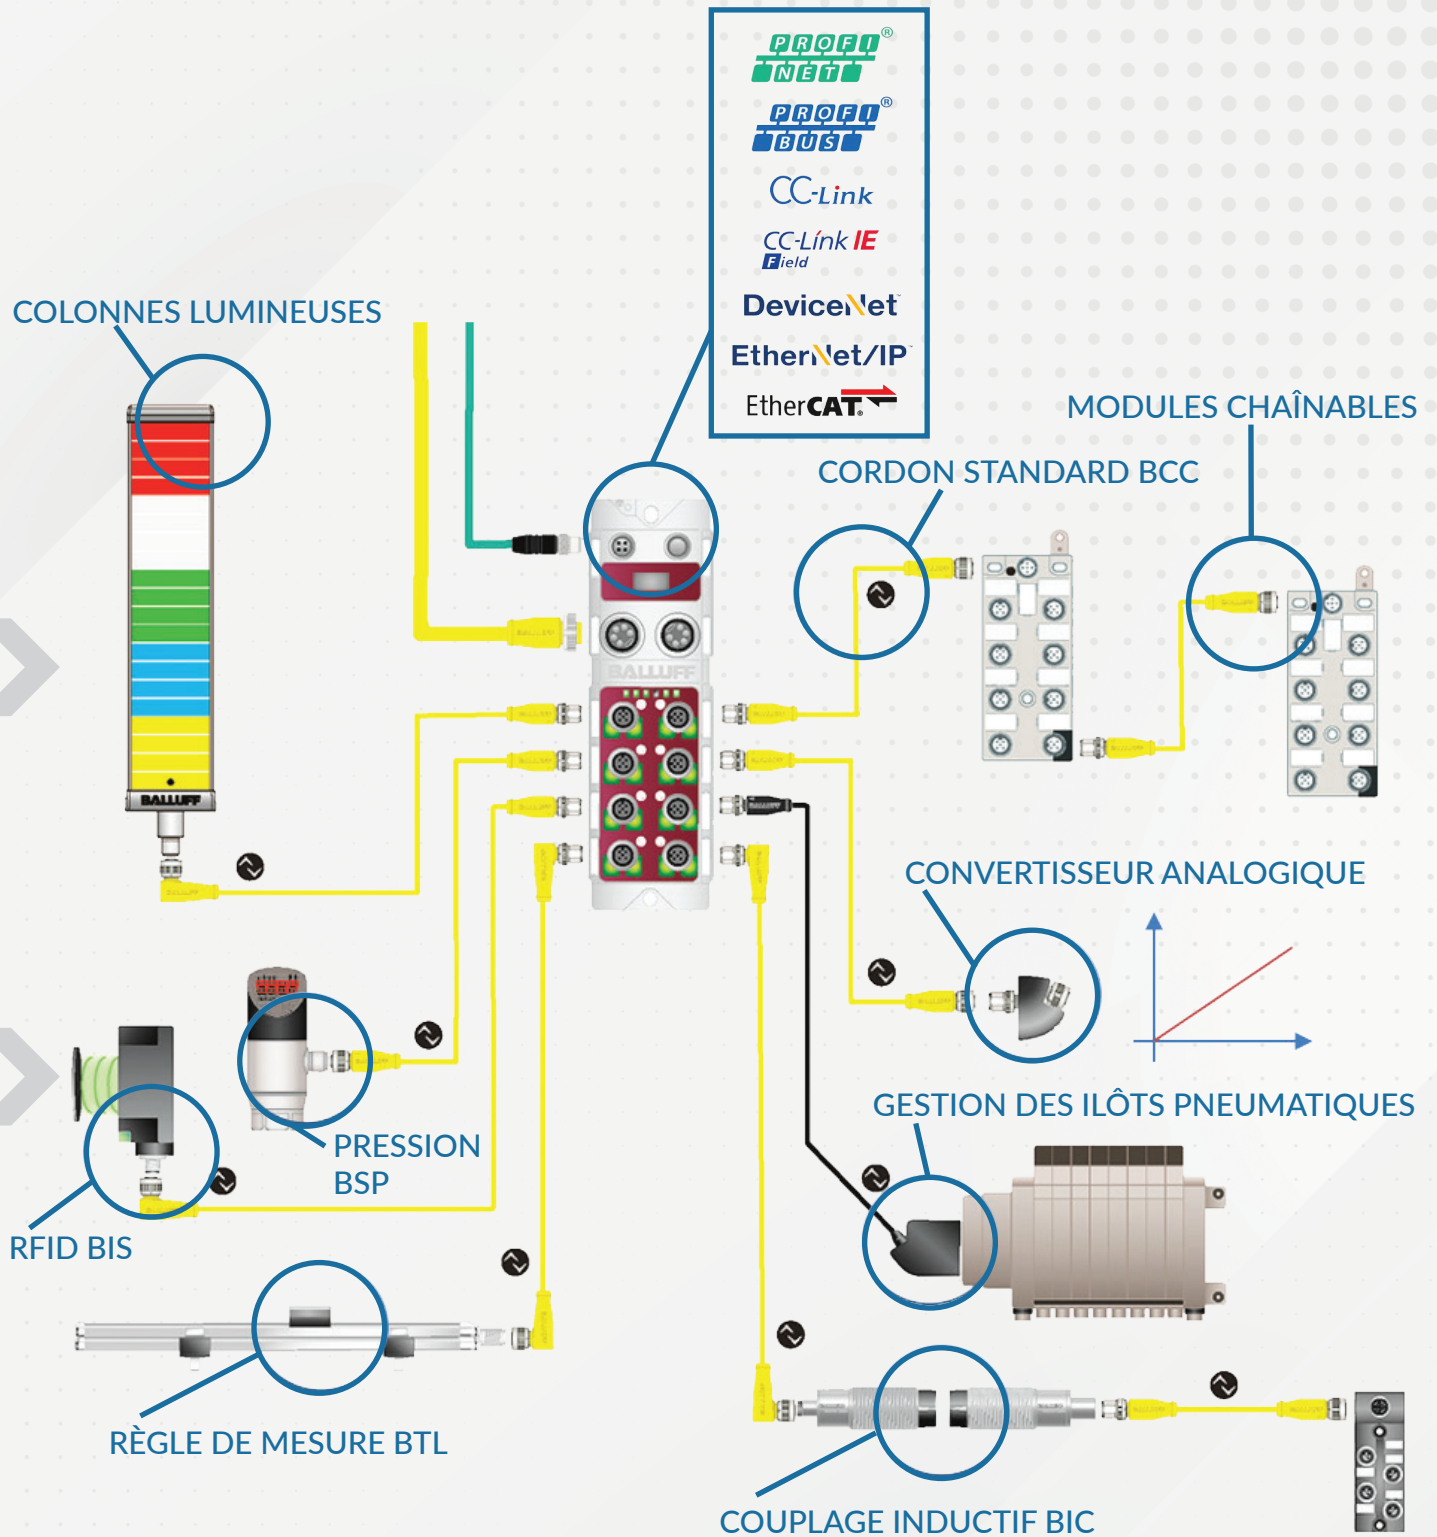 PROFI®
NET
PROFI®
BUS
CC-Link
CC-Link IE
Field
DeviceNet
EtherNet/IP
EtherCAT
COLONNES LUMINEUSES
MODULES CHAÎNABLES
CORDON STANDARD BCC
BALLUFF
BALLUFF
CONVERTISSEUR ANALOGIQUE
GESTION DES ILÔTS PNEUMATIQUES
PRESSION
BSP
RFID BIS
RÈGLE DE MESURE BTL
COUPLAGE INDUCTIF BIC